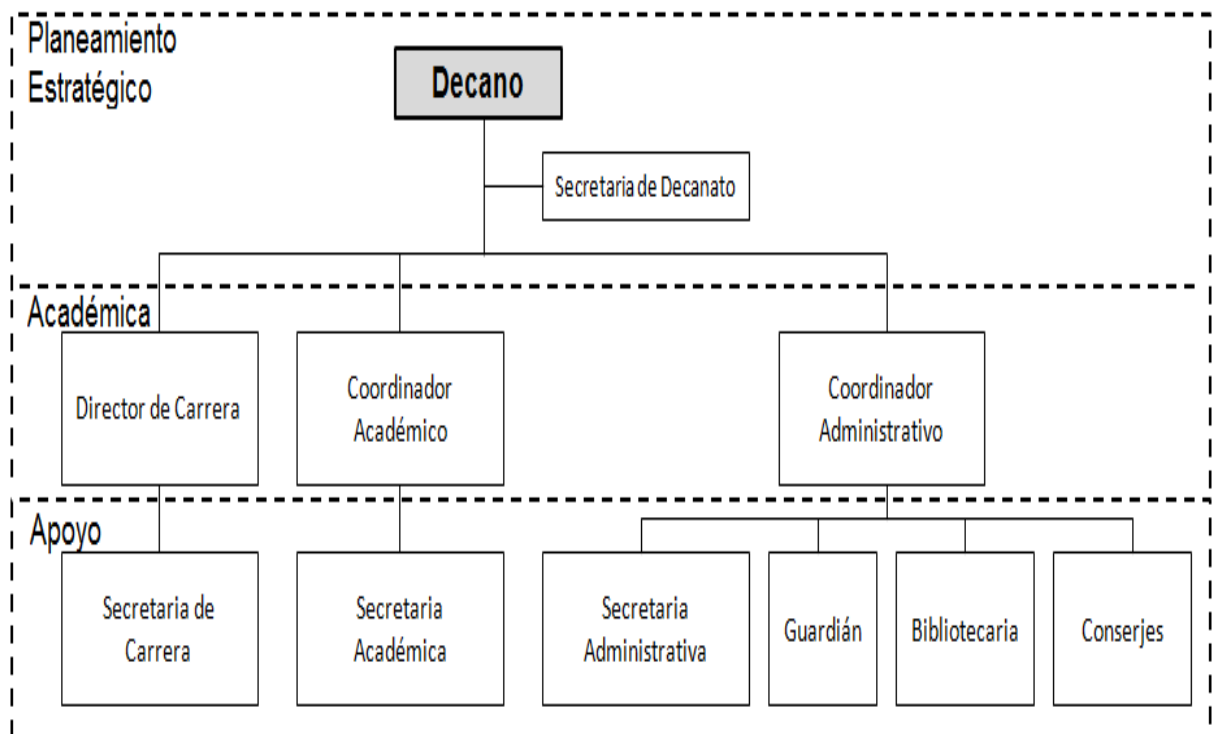 Planeamiento
Estratégico
Decano
Secretaria de Decanato
Académica
Director de Carrera
Coordinador
Académico
Coordinador
Administrativo
Apoyo
Secretaria de
Carrera
Secretaria
Académica
Secretaria
Administrativa
Guardián
Bibliotecaria
Conserjes